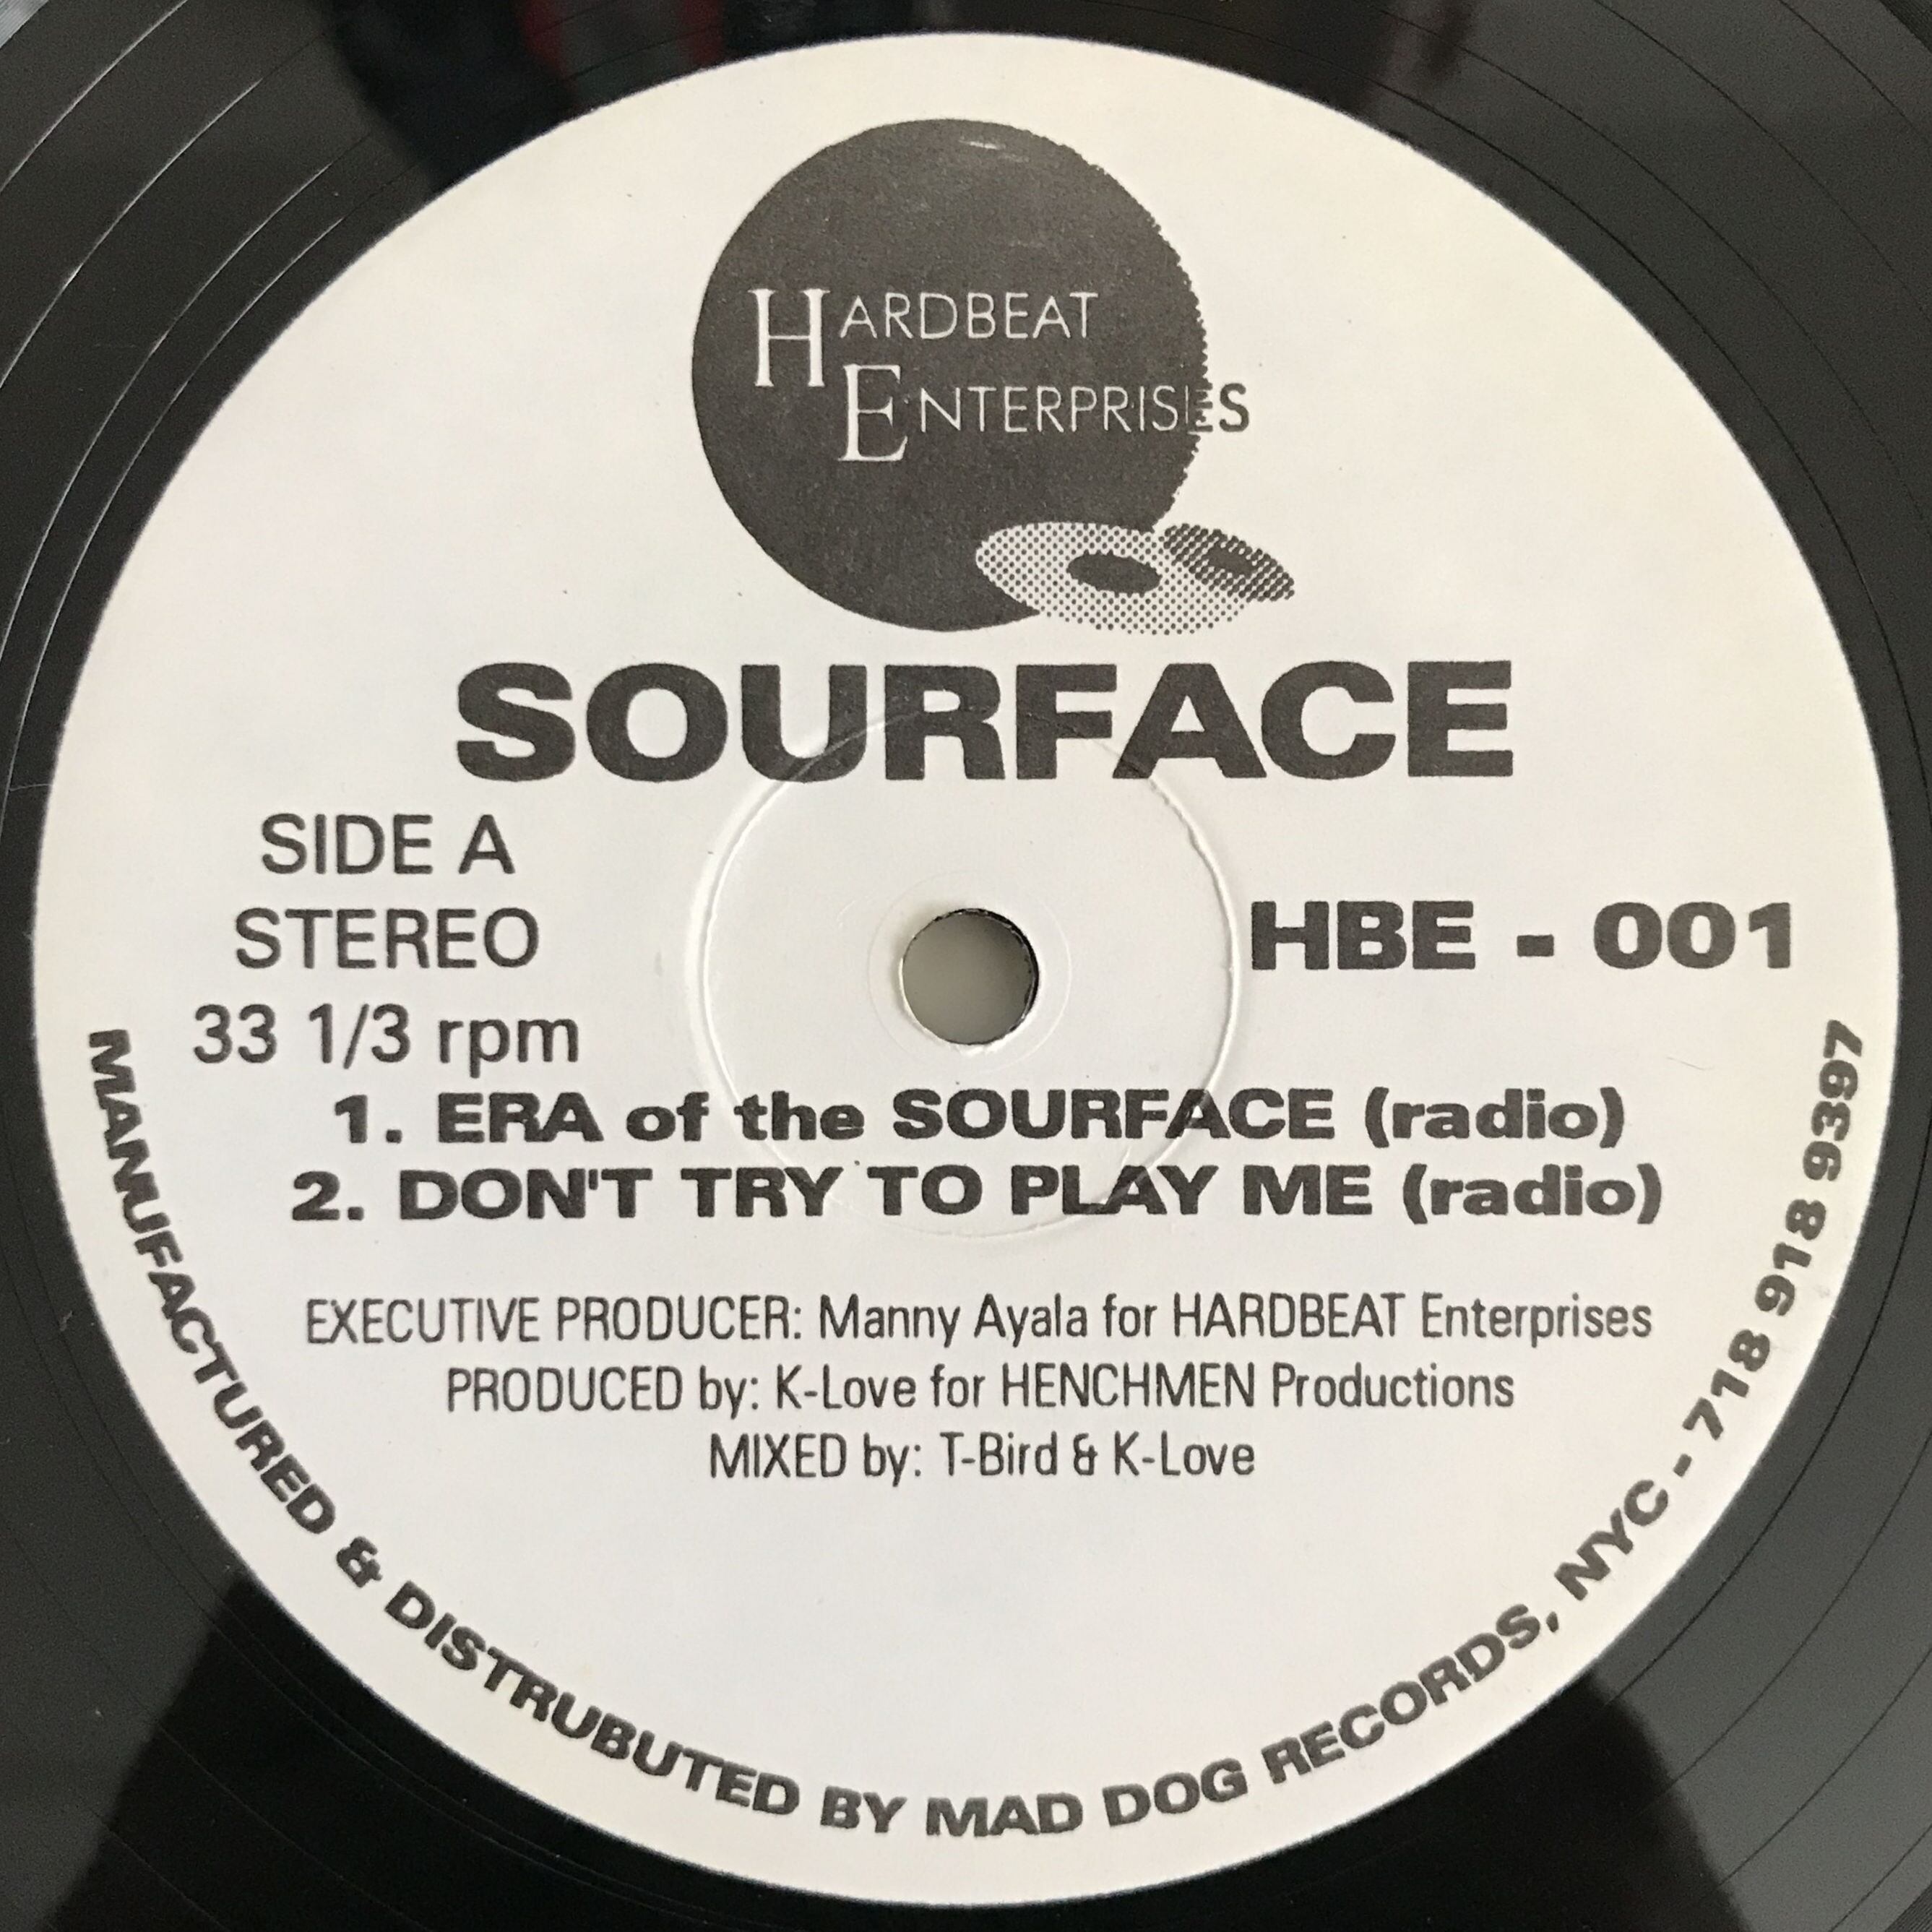 HARDBEAT
ENTERPRISES
SOURFACE
SIDE A
STEREO
33 1/3 rpm
HBE - 001
1. ERA of the SOURFACE (radio)
2. DON'T TRY TO PLAY ME (radio)
EXECUTIVE PRODUCER: Manny Ayala for HARDBEAT Enterprises
PRODUCED by: K-Love for HENCHMEN Productions
MIXED by: T-Bird & K-Love
MANUFACTURED & DISTRUBUTED BY MAD DOG RECORDS, NYC - 718 918 9397